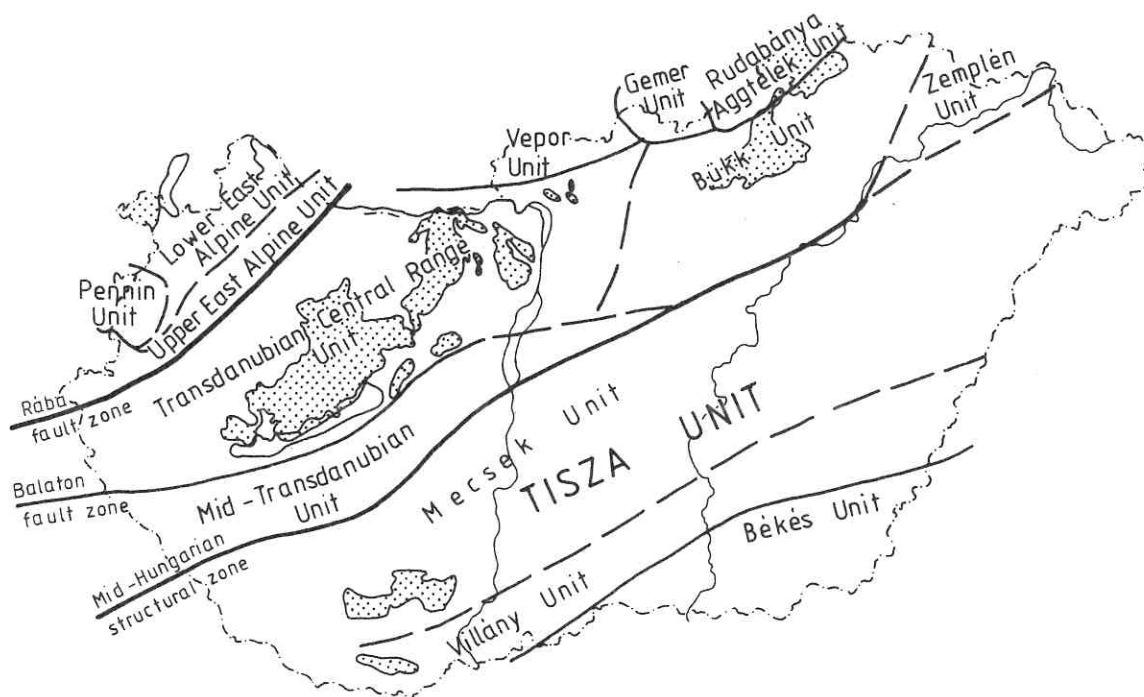 Gemer
Unit
Rudabánya
Aggtelek Unit
Zemplén
Unit
Vepor
Unit
Bükk Unit
Lower East
Alpine Unit
Upper East Alpine Unit
Pennin
Unit
Transdanubian Central Range
Unit
Rába
fault zone
Balaton
fault zone
Mid-Transdanubian
Unit
Mid-Hungarian
structural zone
Mecsek Unit
TISZA UNIT
Békés Unit
Villány Unit